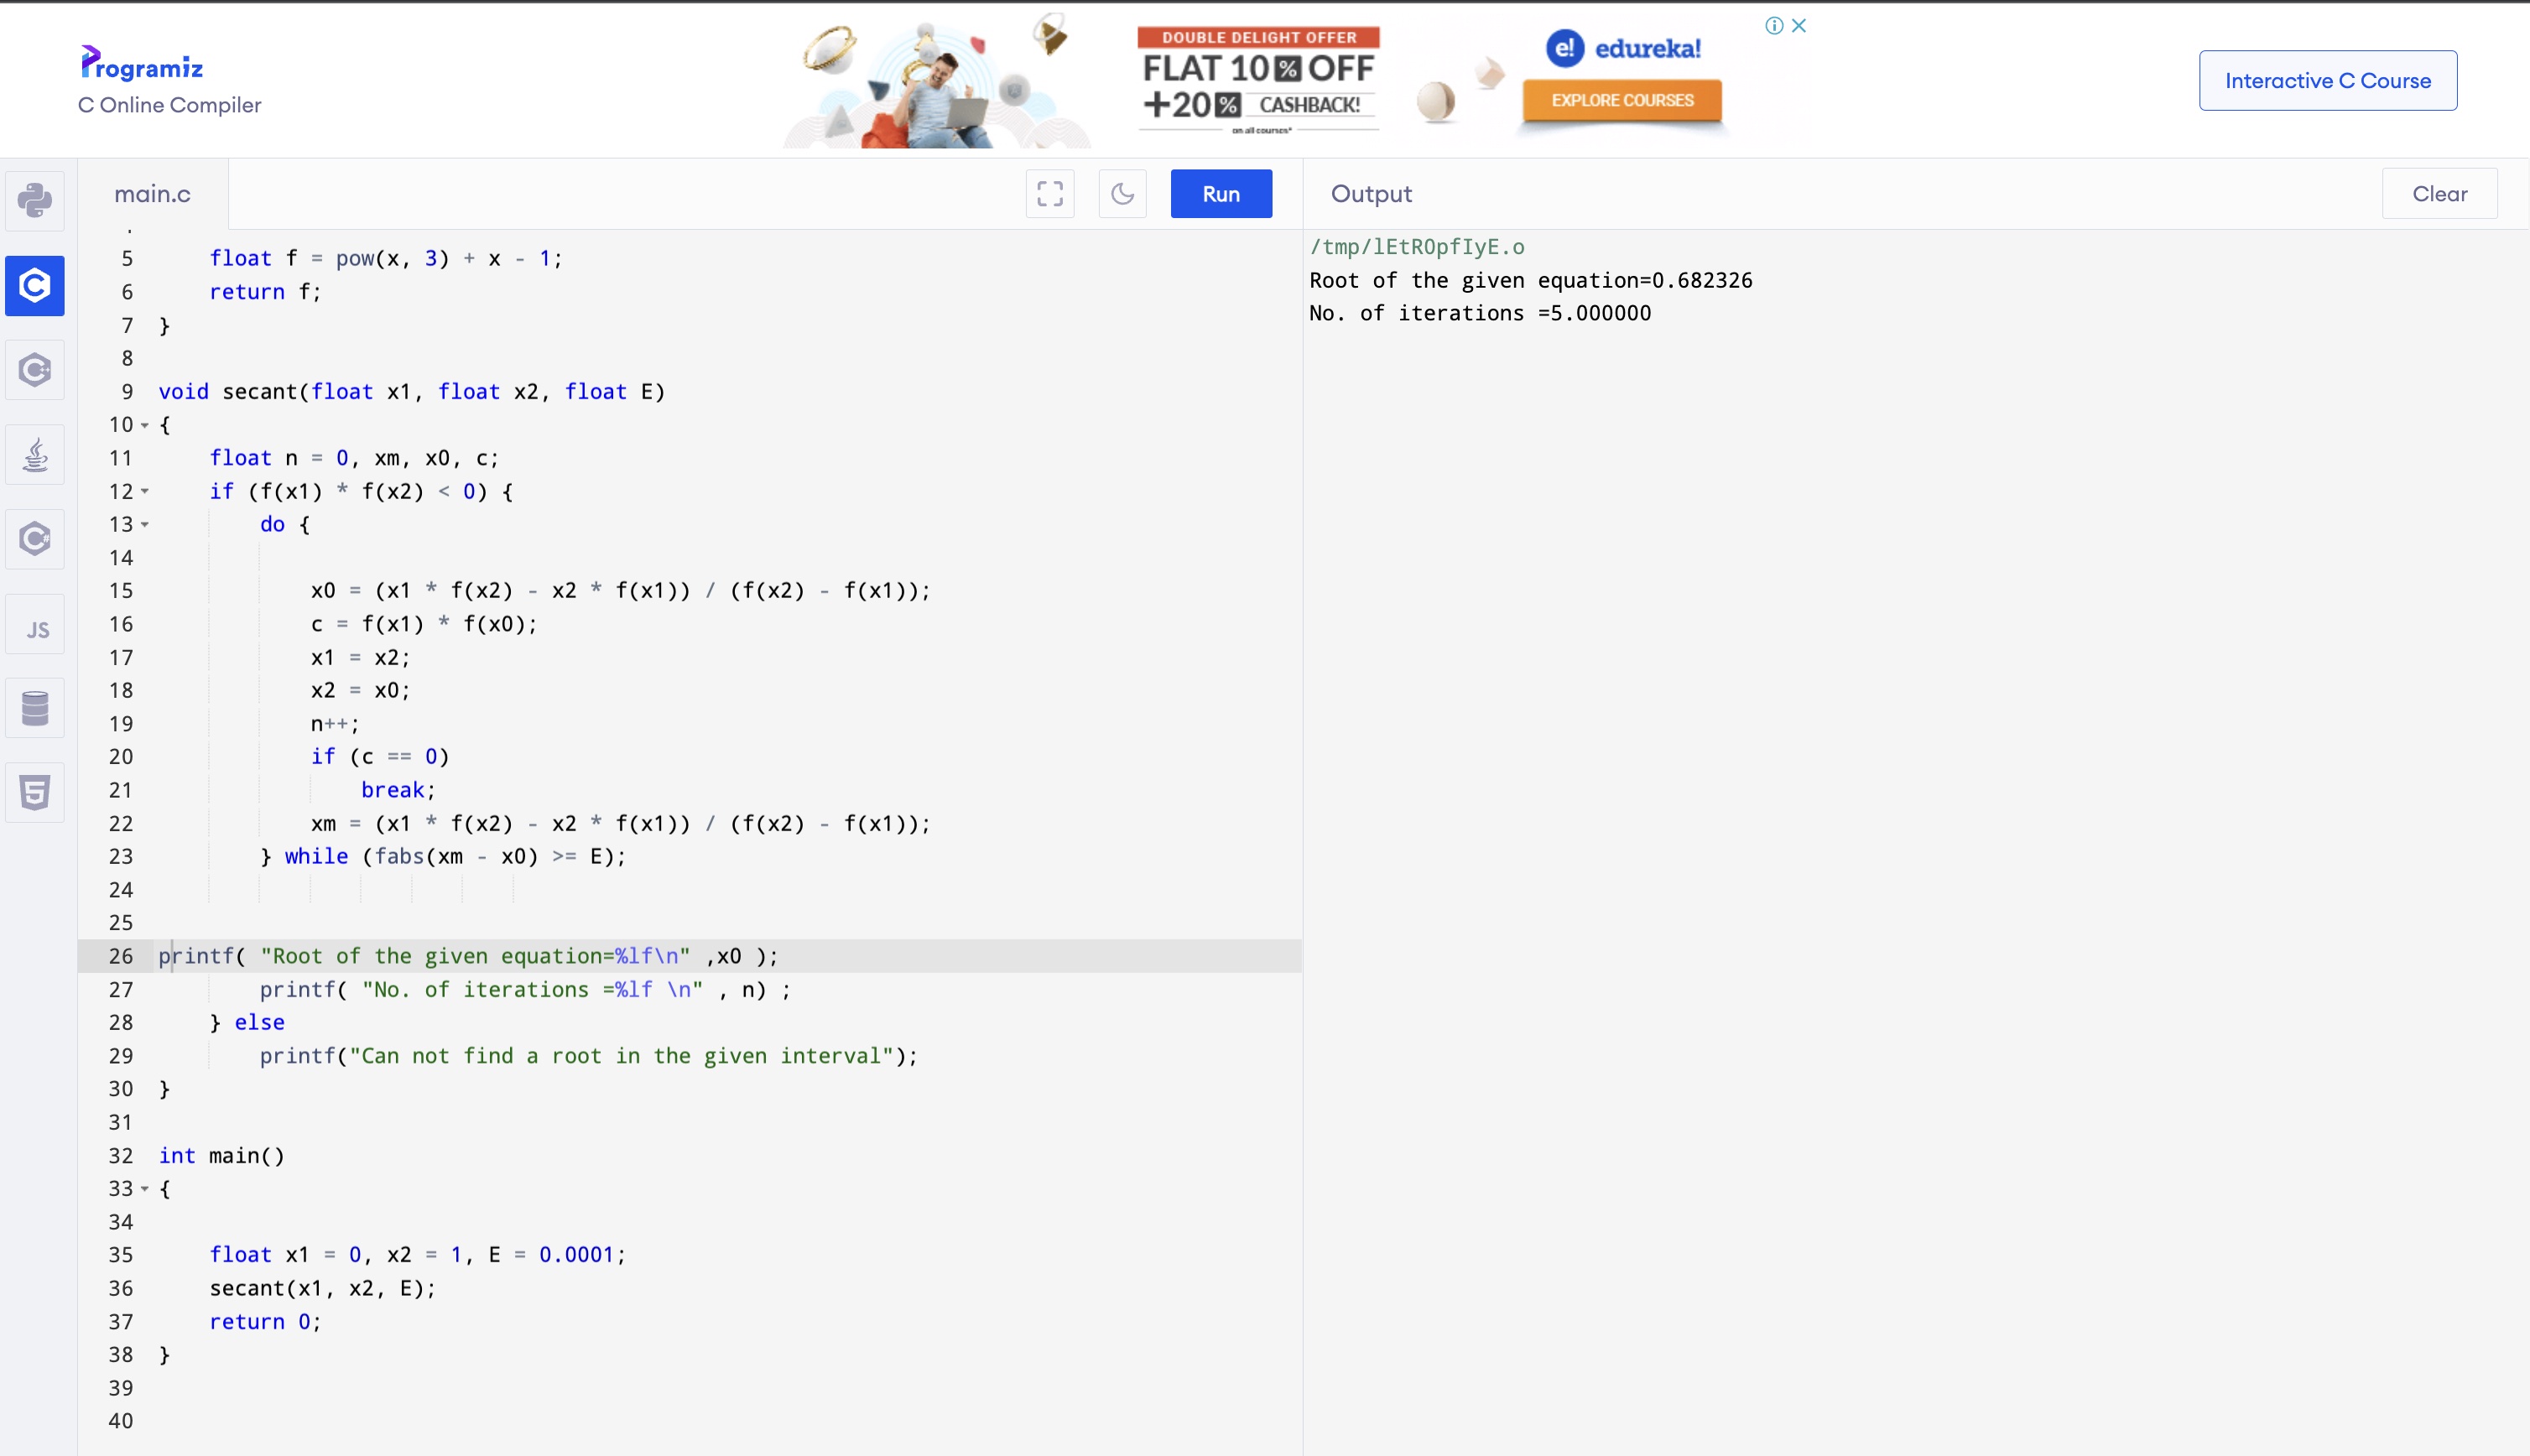 Programiz
C Online Compiler
DOUBLE DELIGHT OFFER
FLAT 10% OFF
+20% CASHBACK!
on all courses*
e! edureka!
EXPLORE COURSES
Interactive C Course
main.c
Run
Output
Clear
5 float f = pow(x, 3) + x - 1;
6 return f;
7 }
8
9 void secant(float x1, float x2, float E)
10 {
11 float n = 0, xm, x0, c;
12 if (f(x1) * f(x2) < 0) {
13 do {
14
15 x0 = (x1 * f(x2) - x2 * f(x1)) / (f(x2) - f(x1));
16 c = f(x1) * f(x0);
17 x1 = x2;
18 x2 = x0;
19 n++;
20 if (c == 0)
21 break;
22 xm = (x1 * f(x2) - x2 * f(x1)) / (f(x2) - f(x1));
23 } while (fabs(xm - x0) >= E);
24
25
26 printf( "Root of the given equation=%lf\n" ,x0 );
27 printf( "No. of iterations =%lf \n" , n) ;
28 } else
29 printf("Can not find a root in the given interval");
30 }
31
32 int main()
33 {
34
35 float x1 = 0, x2 = 1, E = 0.0001;
36 secant(x1, x2, E);
37 return 0;
38 }
39
40
/tmp/lEtROpfIyE.o
Root of the given equation=0.682326
No. of iterations =5.000000
C
C++
C#
JS
5